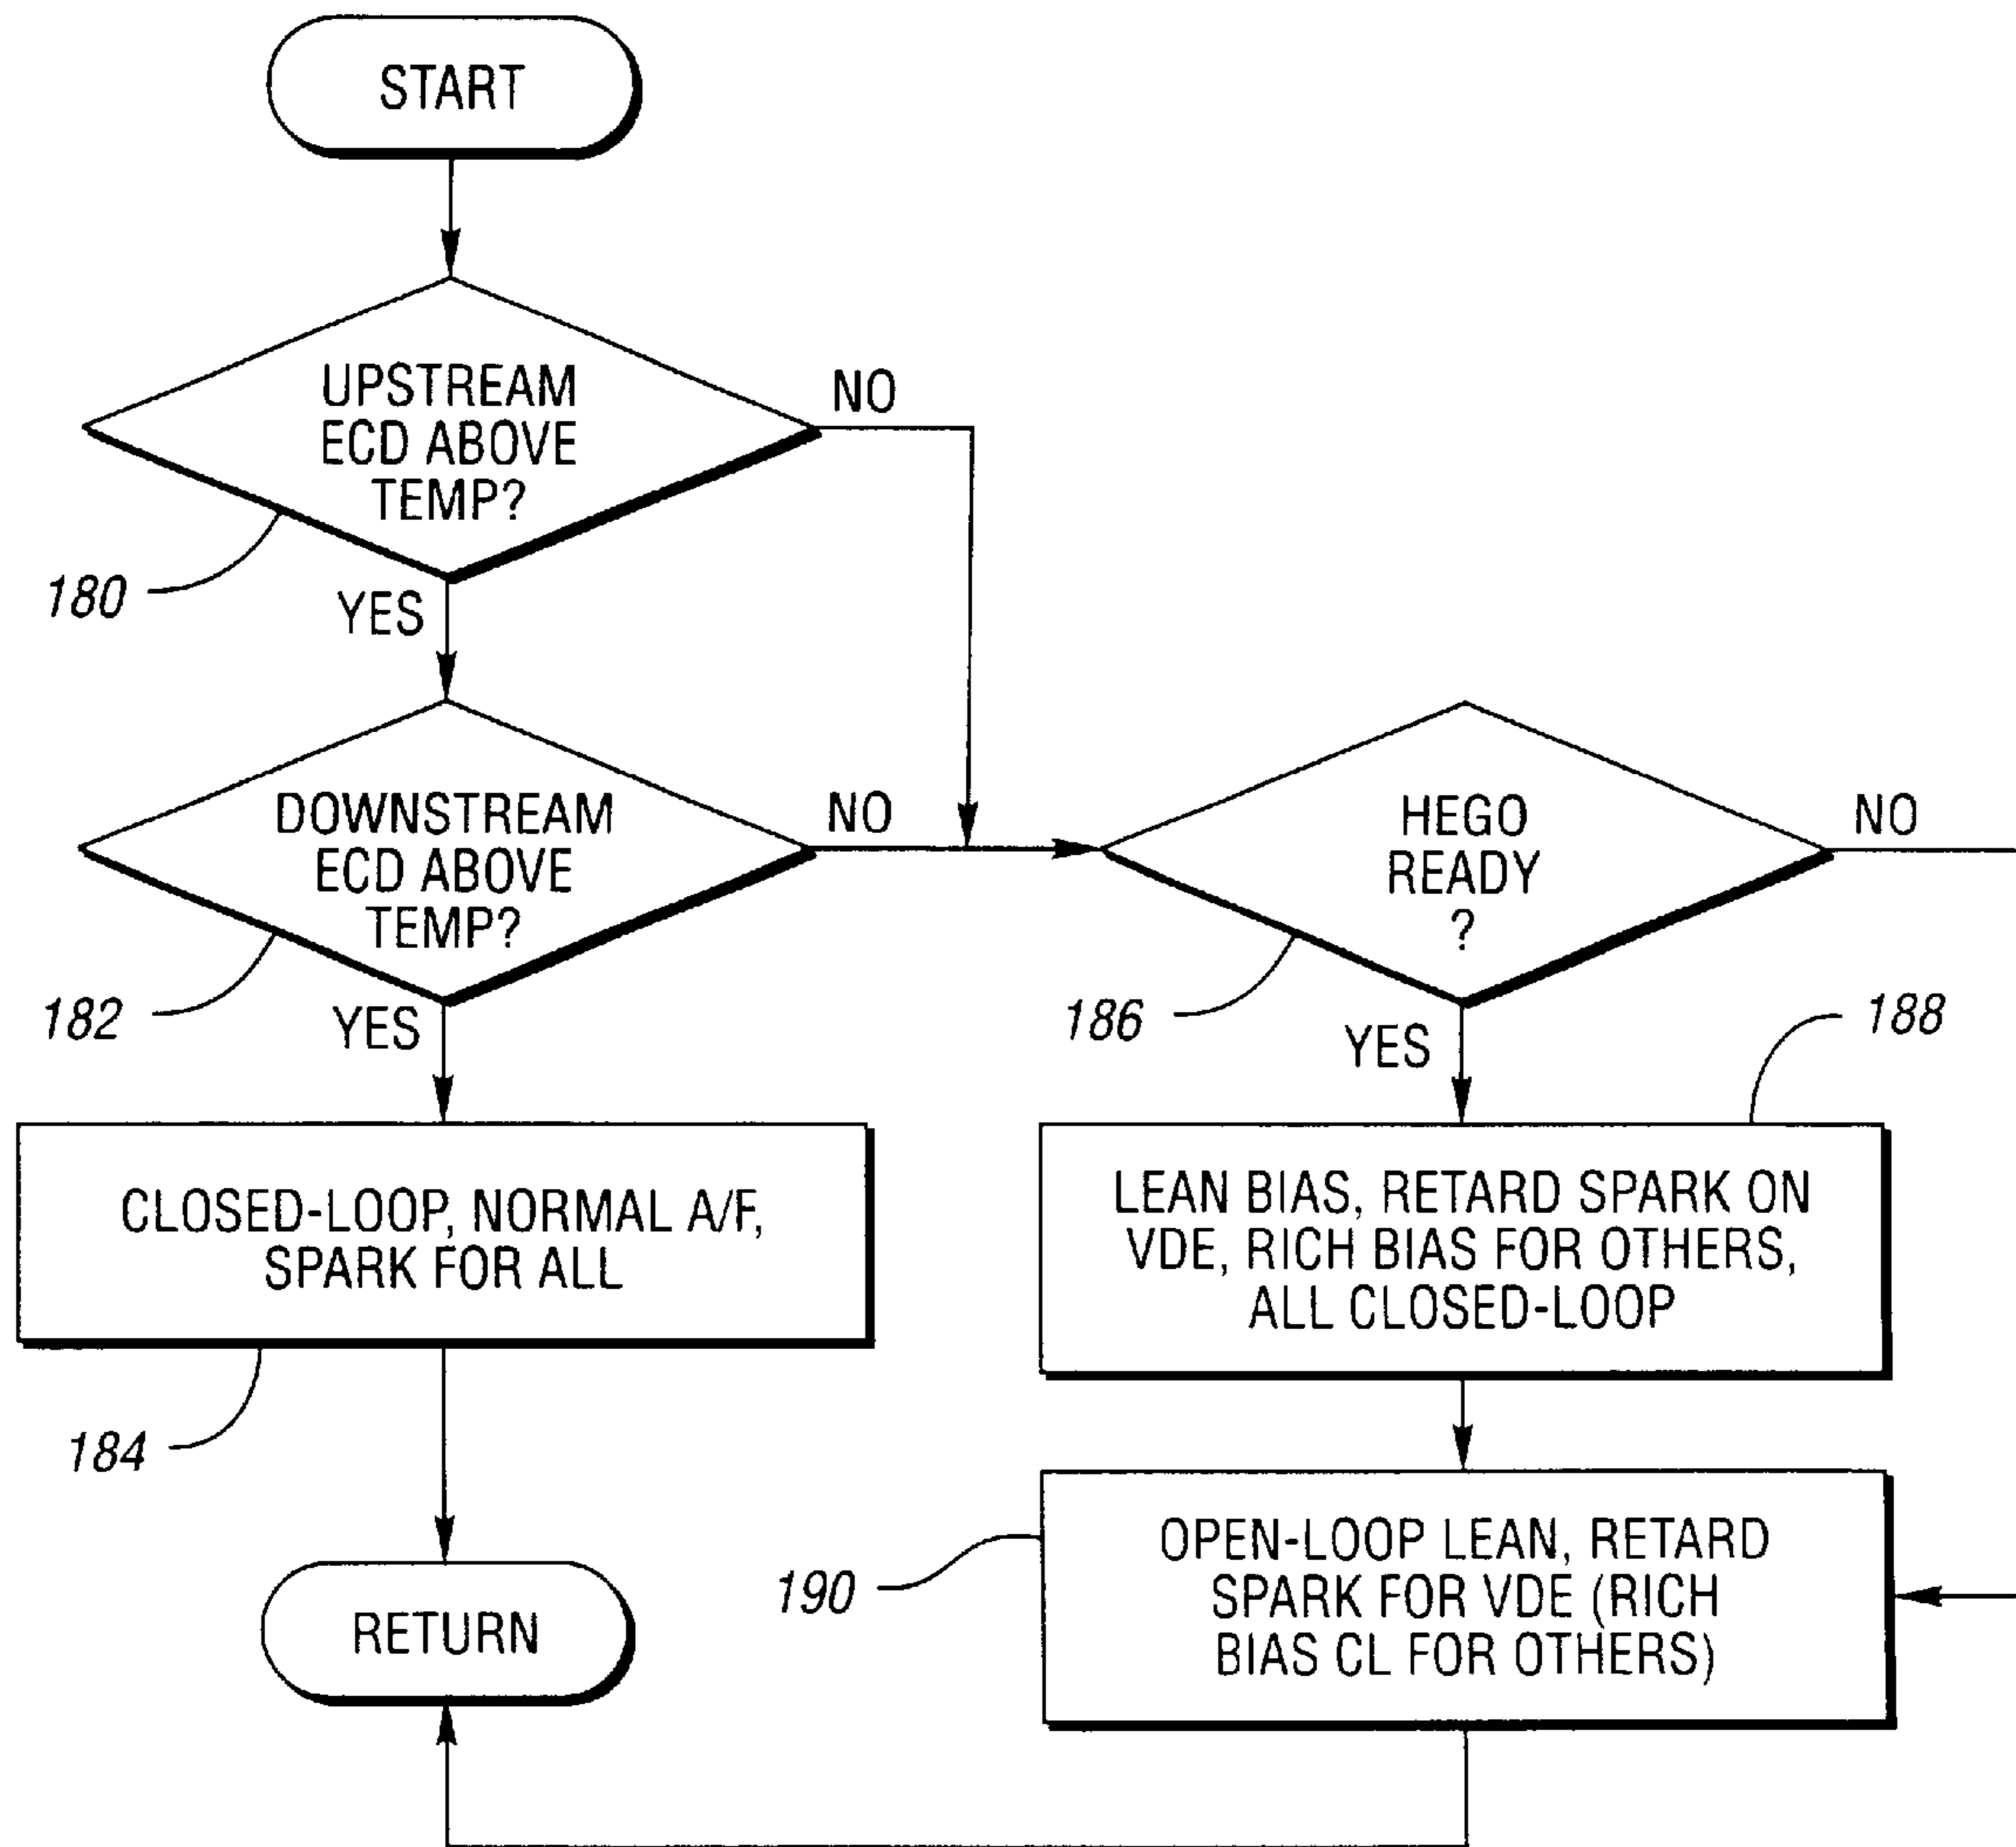 START
UPSTREAM
ECD ABOVE
TEMP?
NO
180
YES
DOWNSTREAM
ECD ABOVE
TEMP?
NO
182
YES
HEGO
READY
?
NO
186
YES
188
CLOSED-LOOP, NORMAL A/F,
SPARK FOR ALL
184
LEAN BIAS, RETARD SPARK ON
VDE, RICH BIAS FOR OTHERS,
ALL CLOSED-LOOP
190
OPEN-LOOP LEAN, RETARD
SPARK FOR VDE (RICH
BIAS CL FOR OTHERS)
RETURN